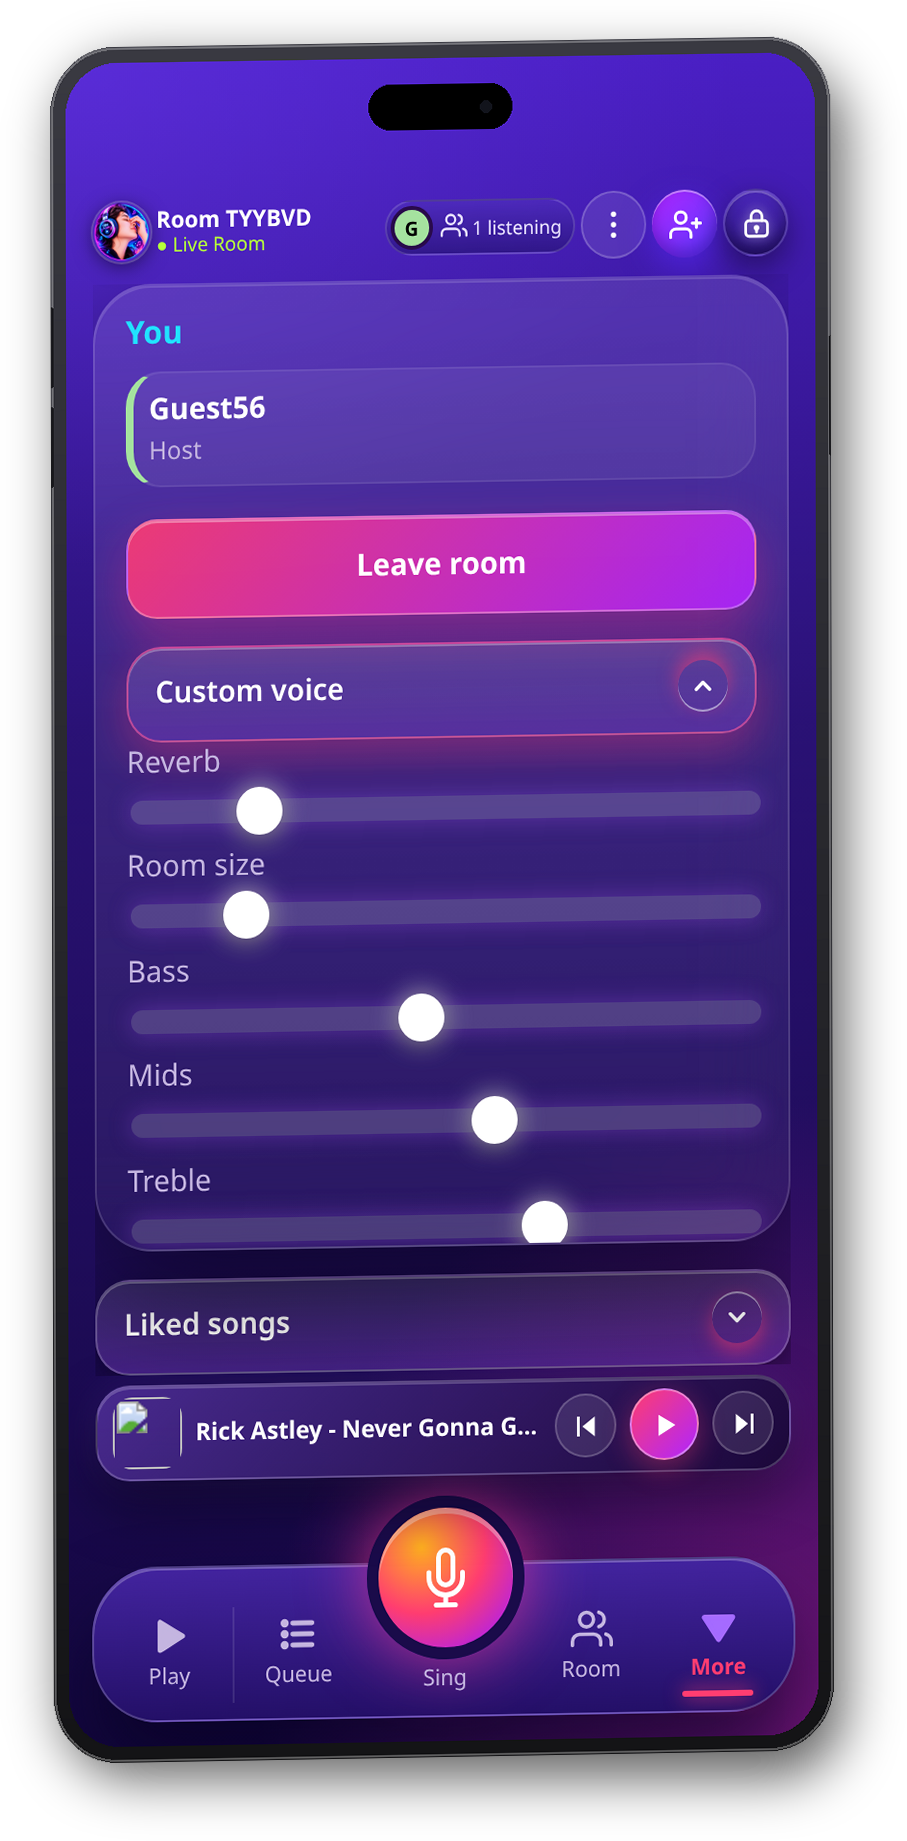 Room TYYBVD
Live Room
G
1 listening
You
Guest56
Host
Leave room
Custom voice
Reverb
Room size
Bass
Mids
Treble
Liked songs
Rick Astley - Never Gonna G...
Play
Queue
Sing
Room
More